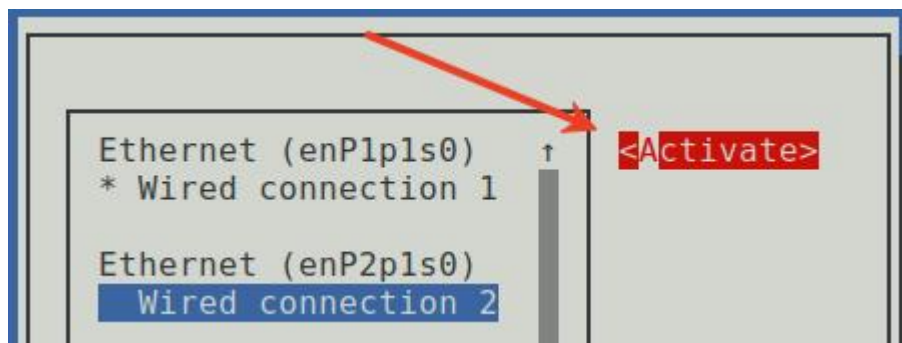 Ethernet (enP1p1s0) ↑ <Activate>
* Wired connection 1
Ethernet (enP2p1s0)
Wired connection 2